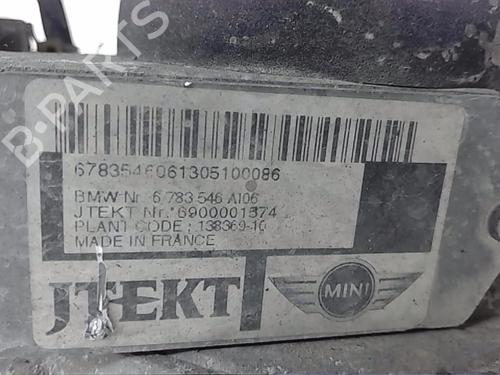 B-PARTS
6783546061305100086
BMW Nr. 6 783 546 AI06
JTEKT Nr. 6900001374
PLANT CODE : 138369-10
MADE IN FRANCE
JTEKT
MINI